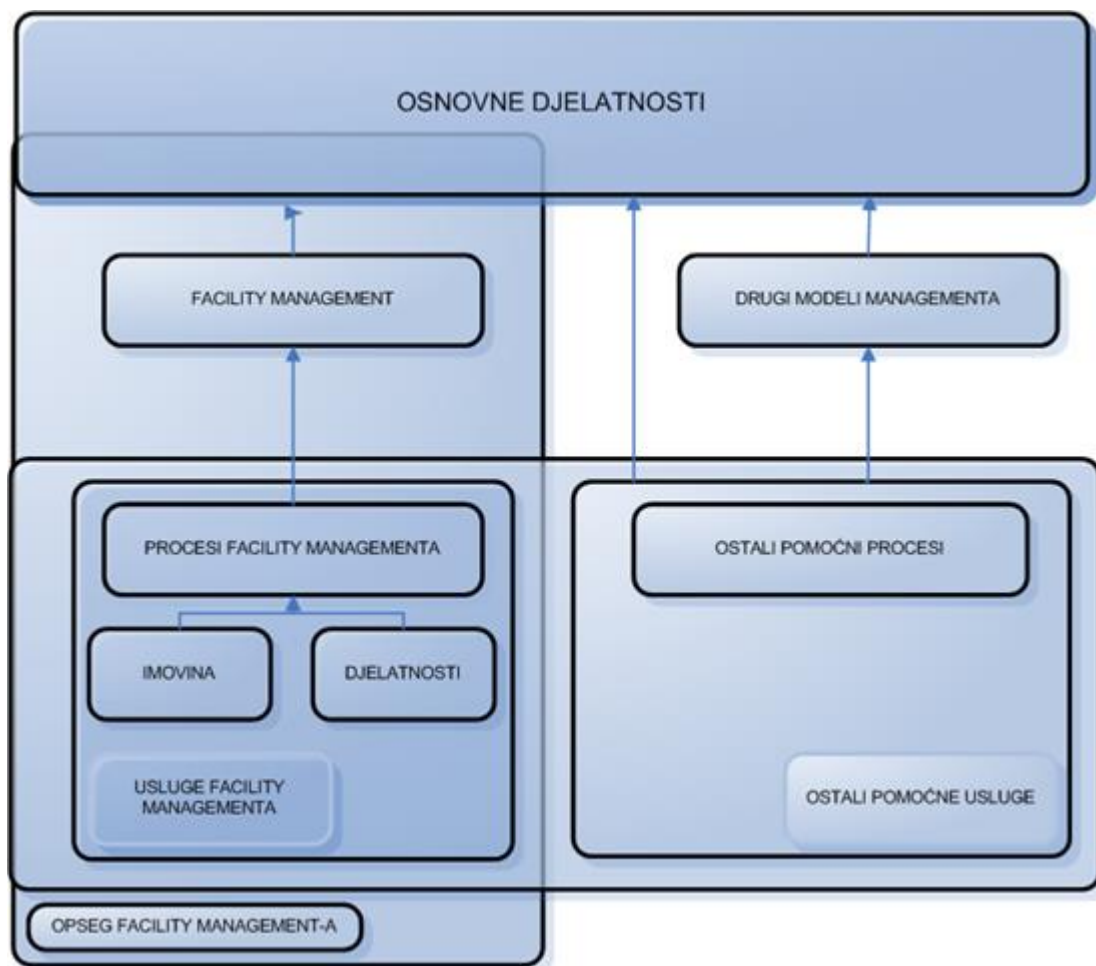 OSNOVNE DJELATNOSTI
FACILITY MANAGEMENT
DRUGI MODELI MANAGEMENTA
PROCESI FACILITY MANAGEMENTA
OSTALI POMOĆNI PROCESI
IMOVINA
DJELATNOSTI
USLUGE FACILITY
MANAGEMENTA
OSTALI POMOĆNE USLUGE
OPSEG FACILITY MANAGEMENT-A